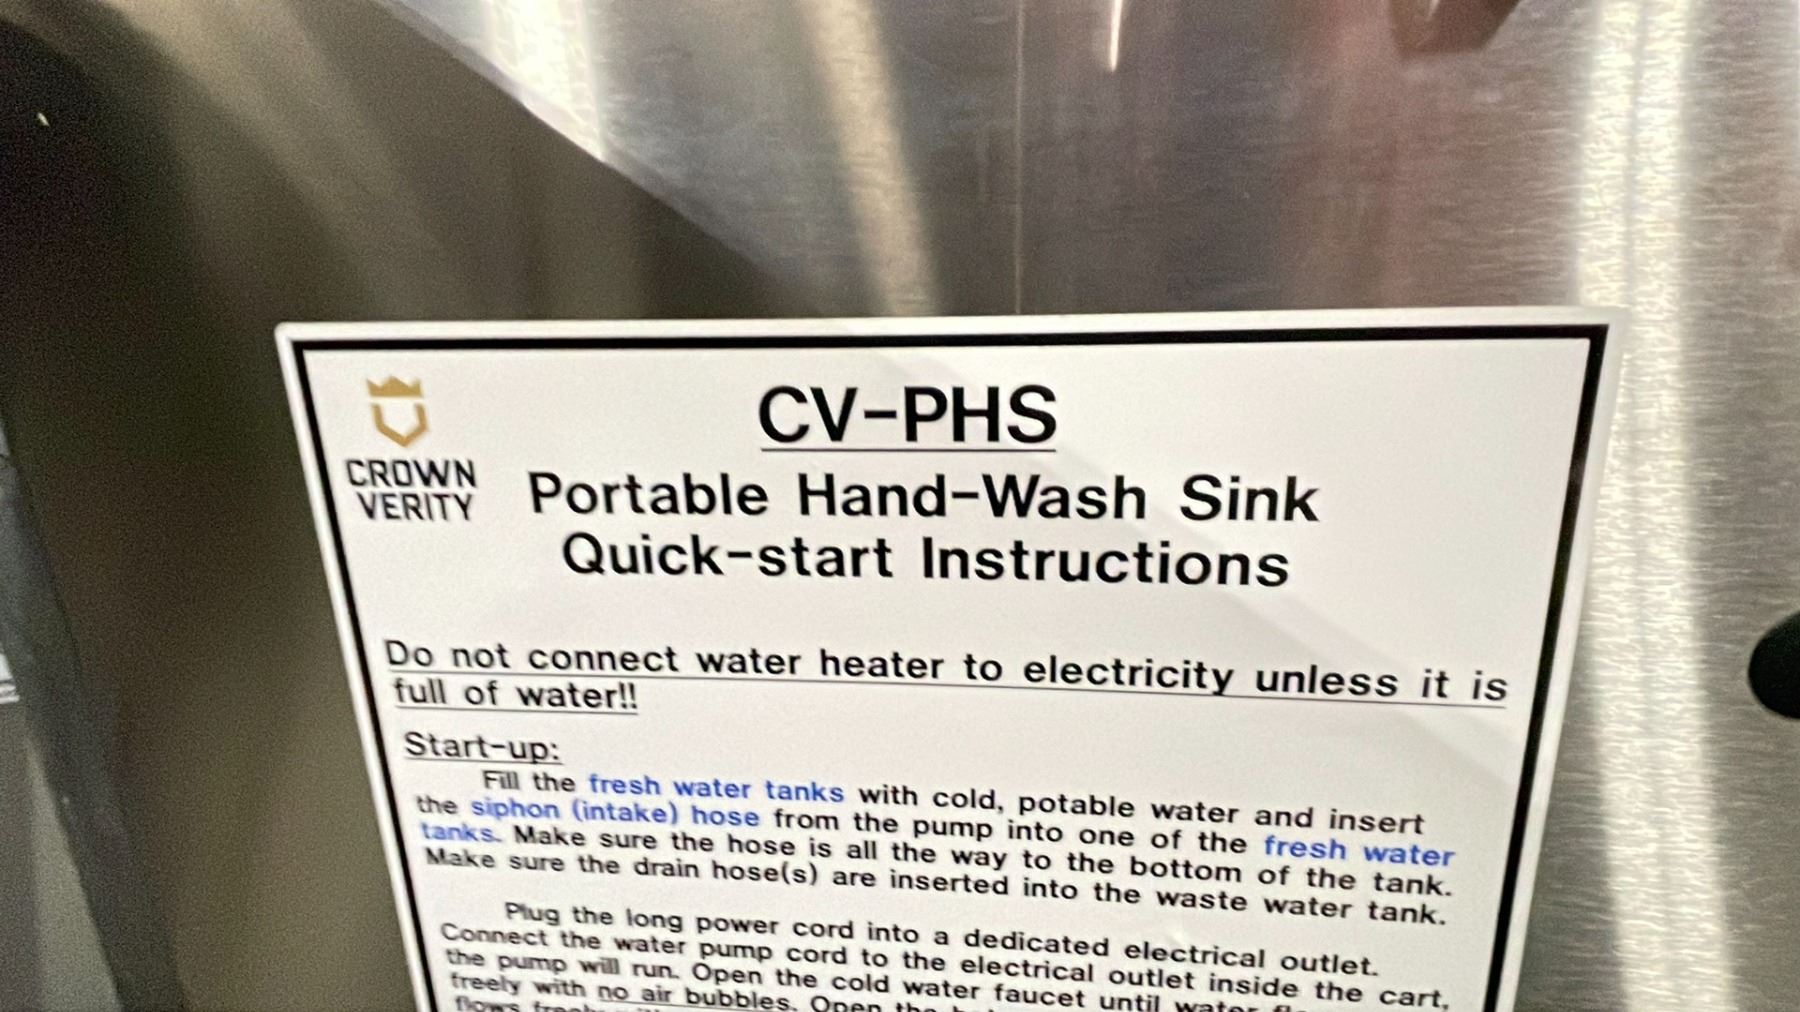 CROWN
VERITY
CV-PHS
Portable Hand-Wash Sink
Quick-start Instructions
Do not connect water heater to electricity unless it is
full of water!!
Start-up:
Fill the fresh water tanks with cold, potable water and insert
the siphon (intake) hose from the pump into one of the fresh water
tanks. Make sure the hose is all the way to the bottom of the tank.
Make sure the drain hose(s) are inserted into the waste water tank.
Plug the long power cord into a dedicated electrical outlet.
Connect the water pump cord to the electrical outlet inside the cart,
the pump will run. Open the cold water faucet until water
freely with no air bubbles. Open the
flows freely